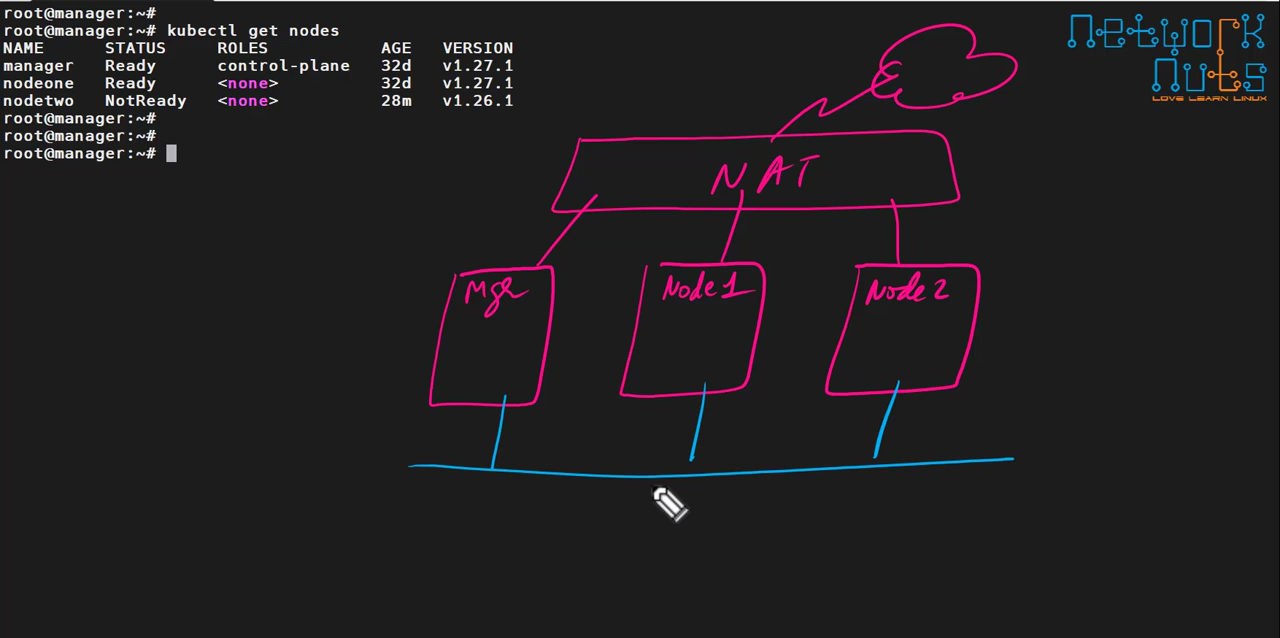 root@manager:~#
root@manager:~# kubectl get nodes
NAME STATUS ROLES AGE VERSION
manager Ready control-plane 32d v1.27.1
nodeone Ready <none> 32d v1.27.1
nodetwo NotReady <none> 28m v1.26.1
root@manager:~#
root@manager:~#
root@manager:~#
NETWORK
NUTS
LOVE LEARN LINUX
NAT
Mgr
Node 1
Node 2